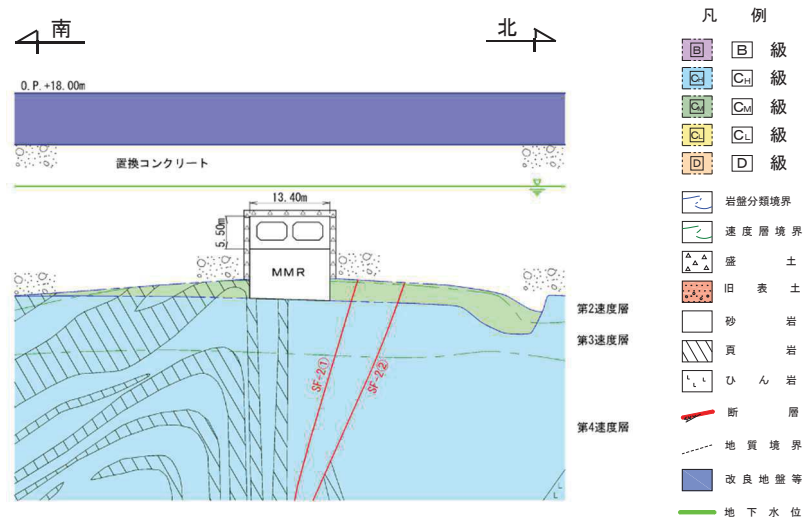 南
北
O.P.+18.00m
置換コンクリート
13.40m
5.50m
MMR
SF-2①
SF-2②
第2速度層
第3速度層
第4速度層
凡例
B B 級
CH CH 級
CM CM 級
CL CL 級
D D 級
岩盤分類境界
速度層境界
盛土
旧表土
砂岩
頁岩
ひん岩
断層
地質境界
改良地盤等
地下水位